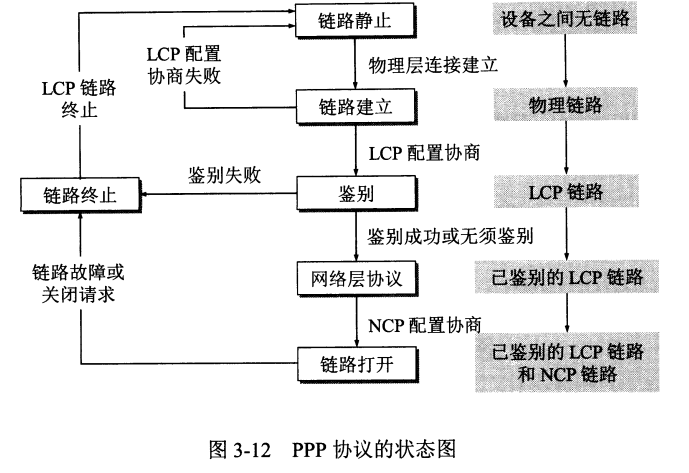 链路静止
设备之间无链路
LCP 配置
协商失败
物理层连接建立
LCP 链路
终止
链路建立
物理链路
LCP 配置协商
鉴别失败
链路终止
鉴别
LCP 链路
鉴别成功或无须鉴别
链路故障或
关闭请求
网络层协议
已鉴别的 LCP 链路
NCP 配置协商
链路打开
已鉴别的 LCP 链路
和 NCP 链路
图 3-12 PPP 协议的状态图